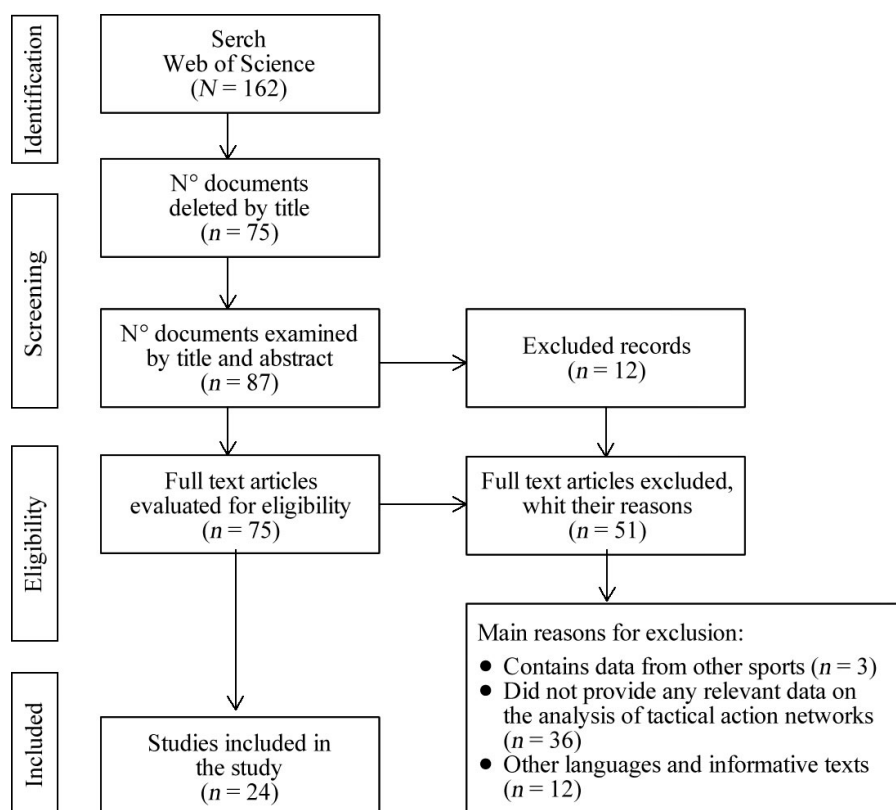 Identification
Serch
Web of Science
(N = 162)
Screening
N° documents
deleted by title
(n = 75)
N° documents examined
by title and abstract
(n = 87)
Excluded records
(n = 12)
Eligibility
Full text articles
evaluated for eligibility
(n = 75)
Full text articles excluded,
whit their reasons
(n = 51)
Main reasons for exclusion:
● Contains data from other sports (n = 3)
● Did not provide any relevant data on
the analysis of tactical action networks
(n = 36)
● Other languages and informative texts
(n = 12)
Included
Studies included in
the study
(n = 24)